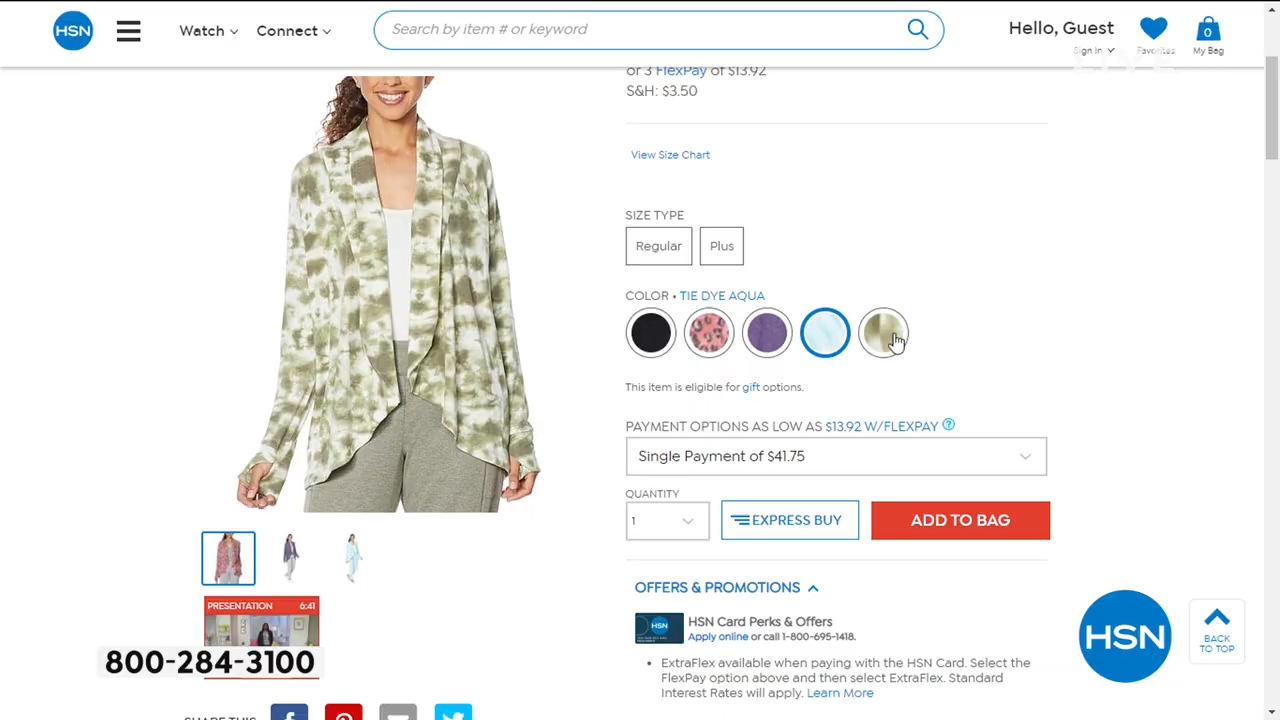 HSN
Watch
Connect
Search by item # or keyword
Hello, Guest
Sign In
Favorites
0
My Bag
or 3 FlexPay of $13.92
S&H: $3.50
View Size Chart
SIZE TYPE
Regular
Plus
COLOR • TIE DYE AQUA
This item is eligible for gift options.
PAYMENT OPTIONS AS LOW AS $13.92 W/FLEXPAY ?
Single Payment of $41.75
QUANTITY
1
EXPRESS BUY
ADD TO BAG
OFFERS & PROMOTIONS
HSN
HSN Card Perks & Offers
Apply online or call 1-800-695-1418.
• ExtraFlex available when paying with the HSN Card. Select the
FlexPay option above and then select ExtraFlex. Standard
Interest Rates will apply. Learn More
PRESENTATION 6:41
800-284-3100
HSN
BACK
TO TOP
SHARE THIS